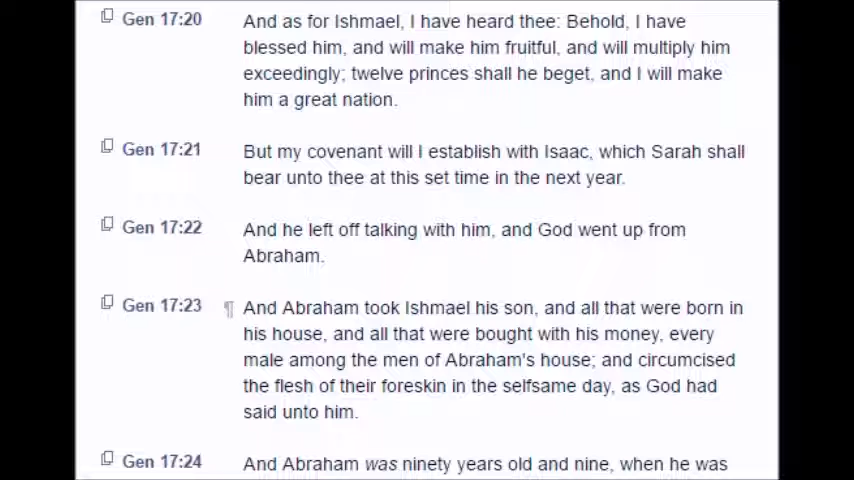 Gen 17:20 And as for Ishmael, I have heard thee: Behold, I have
blessed him, and will make him fruitful, and will multiply him
exceedingly; twelve princes shall he beget, and I will make
him a great nation.
Gen 17:21 But my covenant will I establish with Isaac, which Sarah shall
bear unto thee at this set time in the next year.
Gen 17:22 And he left off talking with him, and God went up from
Abraham.
Gen 17:23 ¶ And Abraham took Ishmael his son, and all that were born in
his house, and all that were bought with his money, every
male among the men of Abraham's house; and circumcised
the flesh of their foreskin in the selfsame day, as God had
said unto him.
Gen 17:24 And Abraham was ninety years old and nine, when he was